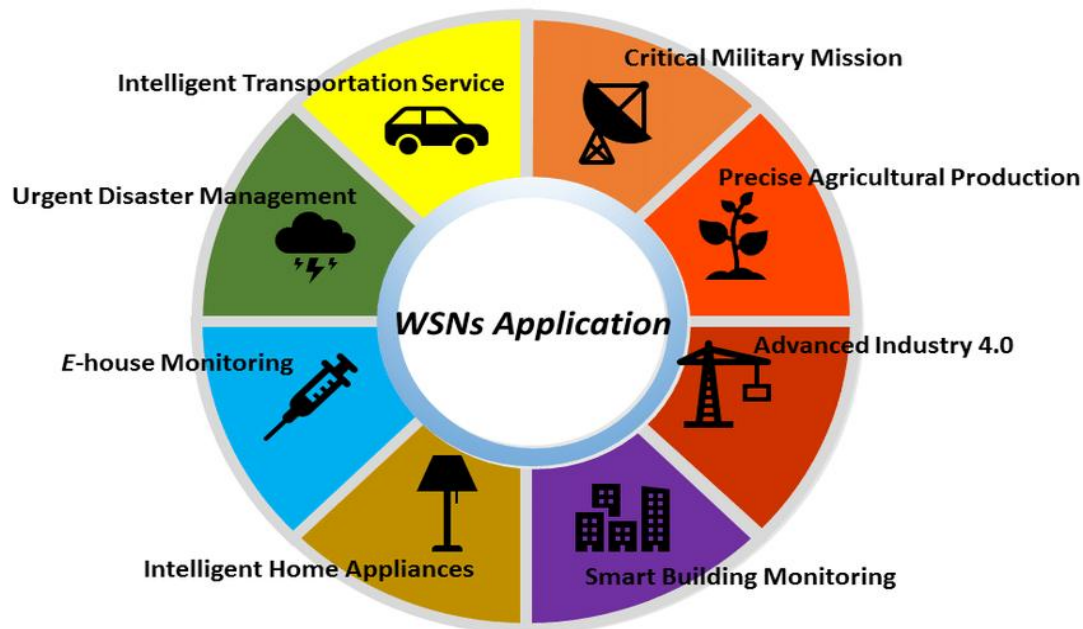 Critical Military Mission
Intelligent Transportation Service
Precise Agricultural Production
Urgent Disaster Management
WSNs Application
Advanced Industry 4.0
E-house Monitoring
Intelligent Home Appliances
Smart Building Monitoring